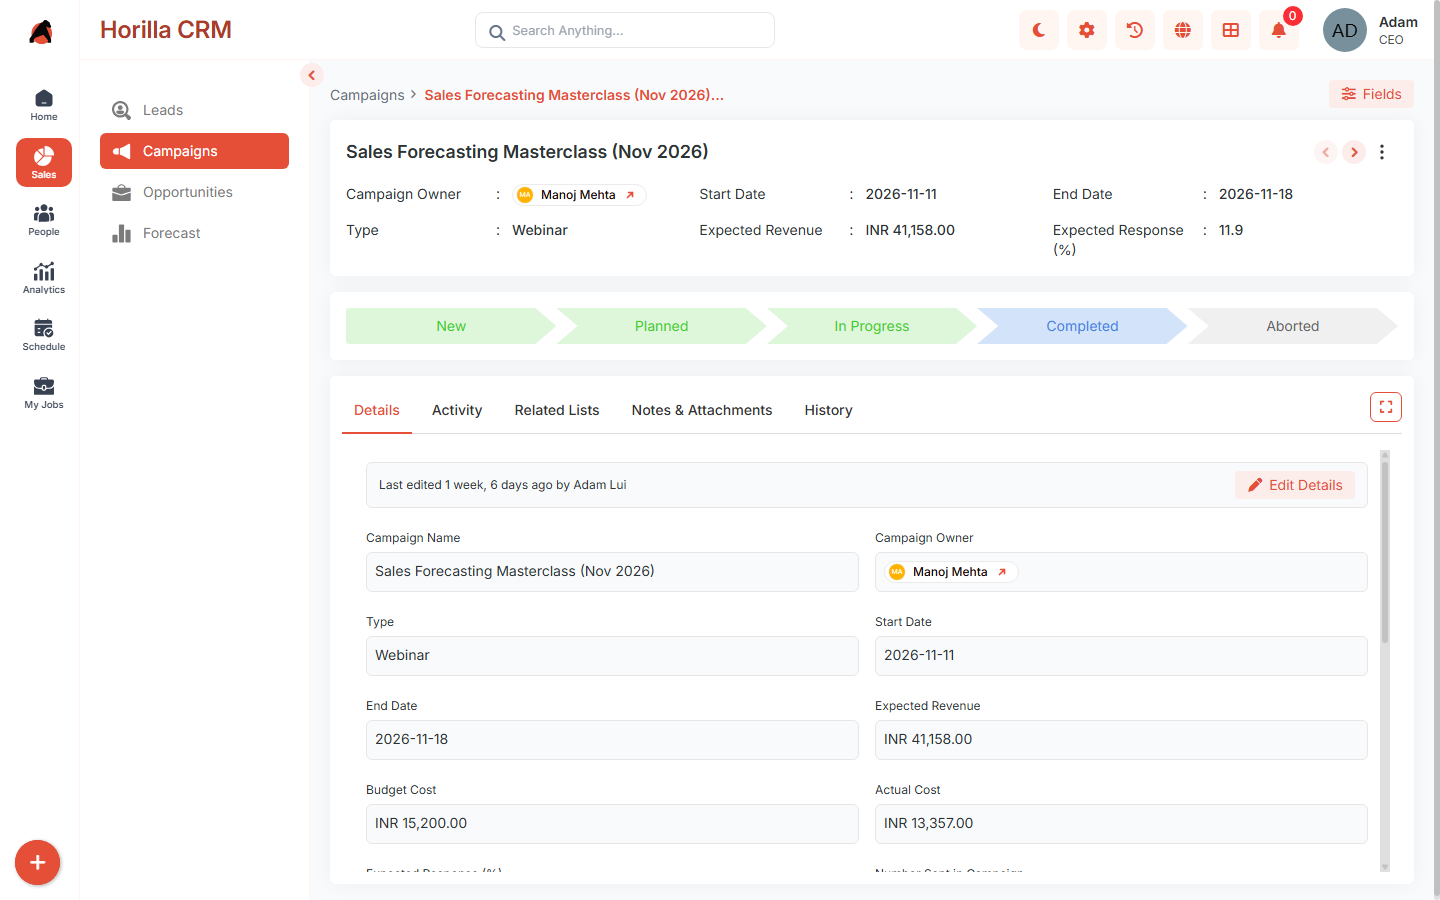 Horilla CRM
Search Anything...
0
AD
Adam
CEO
Home
Sales
People
Analytics
Schedule
My Jobs
Leads
Campaigns
Opportunities
Forecast
Campaigns > Sales Forecasting Masterclass (Nov 2026)...
Fields
Sales Forecasting Masterclass (Nov 2026)
Campaign Owner : MA Manoj Mehta
Start Date : 2026-11-11
End Date : 2026-11-18
Type : Webinar
Expected Revenue : INR 41,158.00
Expected Response (%) : 11.9
New
Planned
In Progress
Completed
Aborted
Details
Activity
Related Lists
Notes & Attachments
History
Last edited 1 week, 6 days ago by Adam Lui
Edit Details
Campaign Name
Sales Forecasting Masterclass (Nov 2026)
Campaign Owner
MA Manoj Mehta
Type
Webinar
Start Date
2026-11-11
End Date
2026-11-18
Expected Revenue
INR 41,158.00
Budget Cost
INR 15,200.00
Actual Cost
INR 13,357.00
Expected Response (%)
Number Sent in Campaign